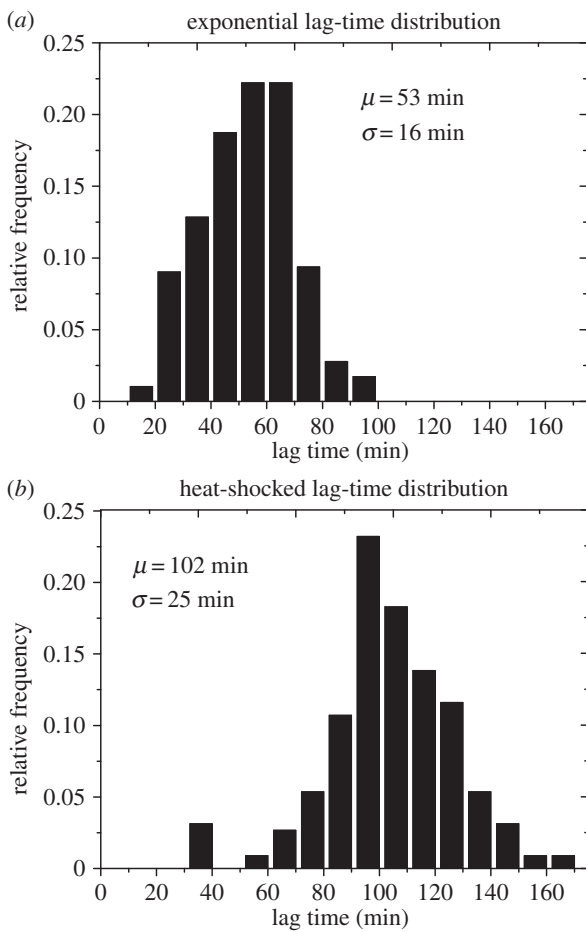 (a) exponential lag-time distribution
0.25
μ = 53 min
0.20
σ = 16 min
0.15
relative frequency
0.10
0.05
0
0 20 40 60 80 100 120 140 160
lag time (min)
(b) heat-shocked lag-time distribution
0.25
μ = 102 min
0.20
σ = 25 min
0.15
relative frequency
0.10
0.05
0
0 20 40 60 80 100 120 140 160
lag time (min)